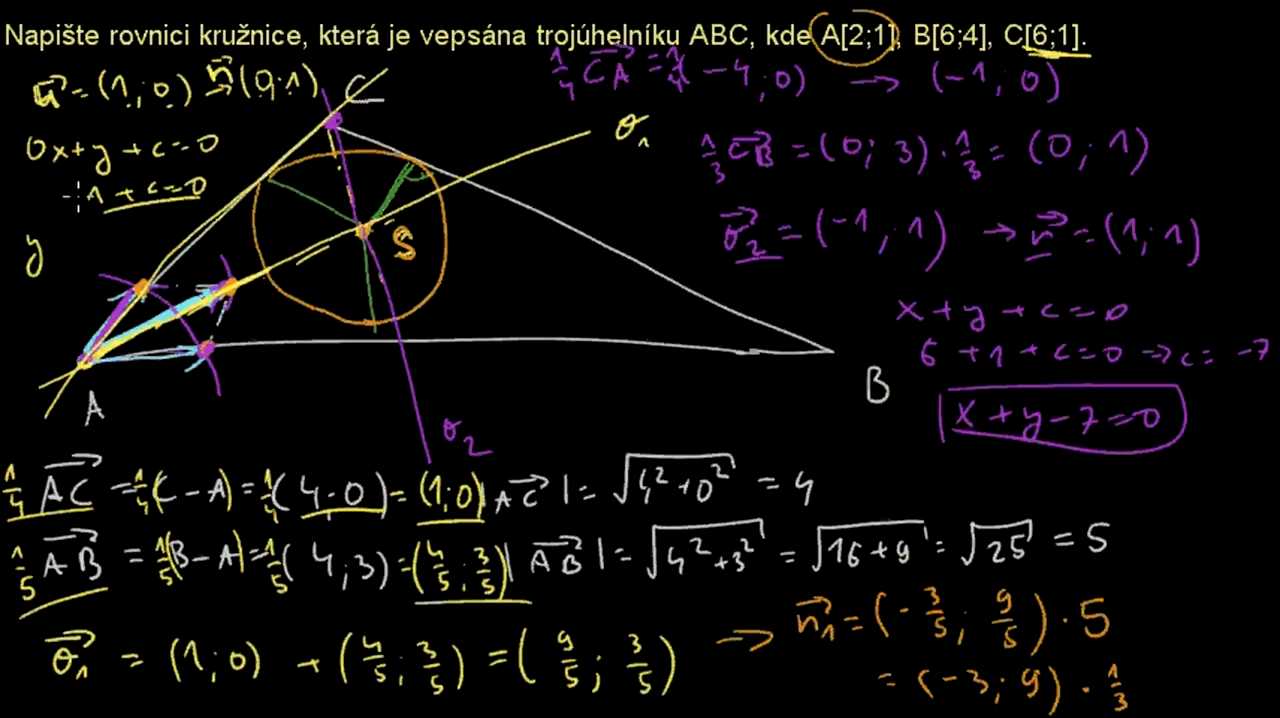 Napište rovnici kružnice, která je vepsána trojúhelníku ABC, kde A[2;1], B[6;4], C[6;1].
u⃗ = (1;0) n⃗ (0;1)
0x + y + c = 0
1 + c = 0
y
C
σ₁
S
A
B
σ₂
1/4 CA⃗ = 1/4(-4;0) → (-1;0)
1/3 CB⃗ = (0;3) · 1/3 = (0;1)
σ₂⃗ = (-1;1) → n⃗ = (1;1)
x + y + c = 0
6 + 1 + c = 0 → c = -7
x + y - 7 = 0
1/4 AC⃗ = 1/4(C - A) = 1/4(4;0) = (1;0) |AC⃗| = √(4² + 0²) = 4
1/5 AB⃗ = 1/5(B - A) = 1/5(4;3) = (4/5;3/5) |AB⃗| = √(4² + 3²) = √(16 + 9) = √25 = 5
σ₁⃗ = (1;0) + (4/5;3/5) = (9/5;3/5) → n₁⃗ = (-3/5;9/5) · 5
= (-3;9) · 1/3